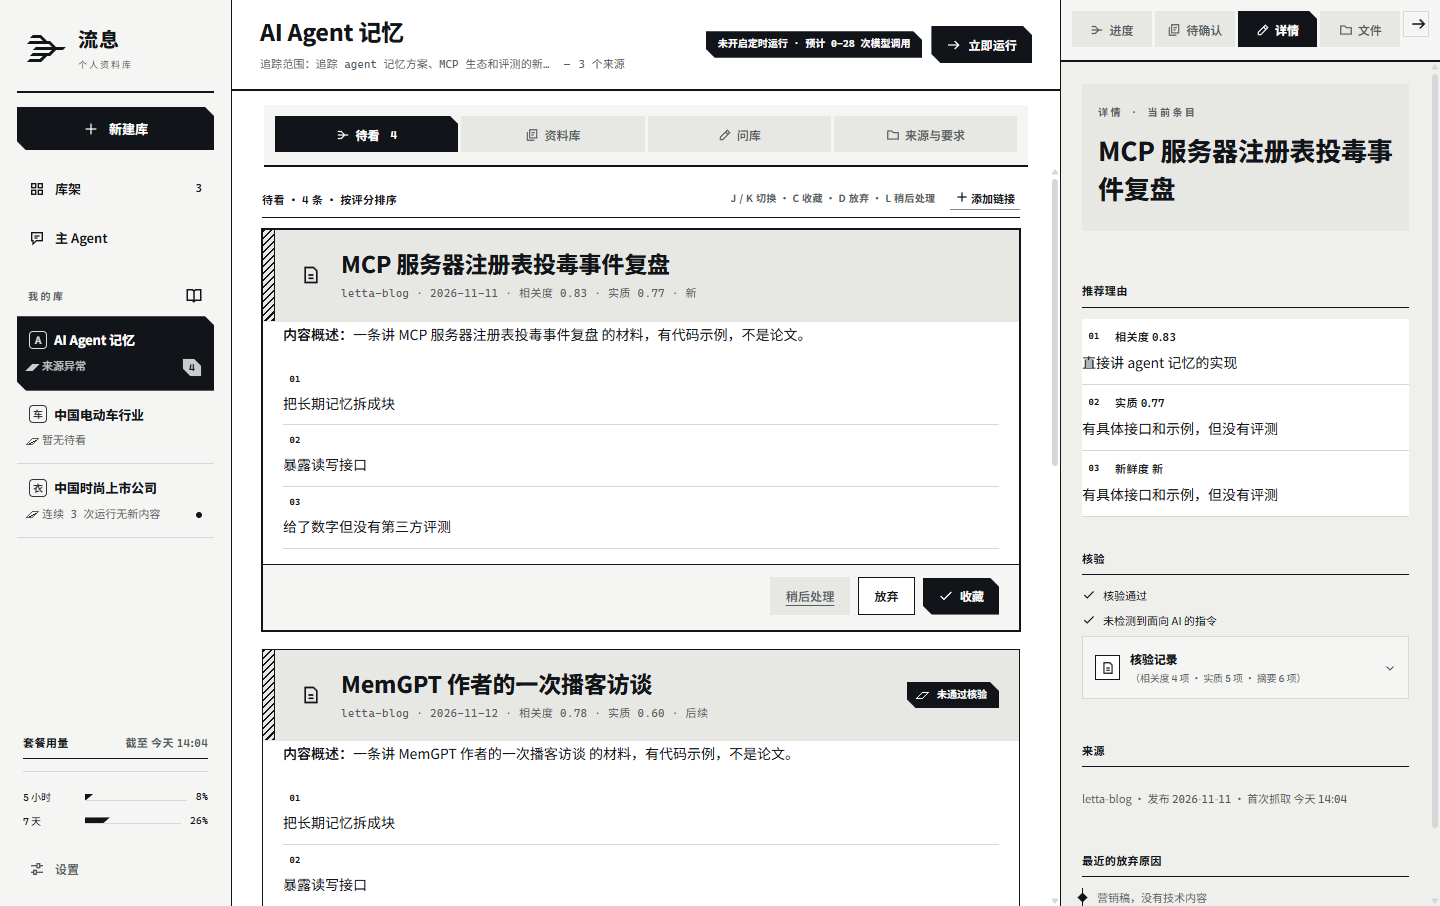 流息
个人资料库
新建库
库架 3
主 Agent
我的库
A AI Agent 记忆
来源异常 4
车 中国电动车行业
暂无待看
衣 中国时尚上市公司
连续 3 次运行无新内容
套餐用量 截至 今天 14:04
5 小时 8%
7 天 26%
设置
AI Agent 记忆
追踪范围：追踪 agent 记忆方案、MCP 生态和评测的新… — 3 个来源
未开启定时运行 · 预计 0–28 次模型调用
立即运行
待看 4
资料库
问库
来源与要求
待看 · 4 条 · 按评分排序
J / K 切换 · C 收藏 · D 放弃 · L 稍后处理
添加链接
MCP 服务器注册表投毒事件复盘
letta-blog · 2026-11-11 · 相关度 0.83 · 实质 0.77 · 新
内容概述：一条讲 MCP 服务器注册表投毒事件复盘 的材料，有代码示例，不是论文。
01
把长期记忆拆成块
02
暴露读写接口
03
给了数字但没有第三方评测
稍后处理
放弃
收藏
MemGPT 作者的一次播客访谈
letta-blog · 2026-11-12 · 相关度 0.78 · 实质 0.60 · 后续
未通过核验
内容概述：一条讲 MemGPT 作者的一次播客访谈 的材料，有代码示例，不是论文。
01
把长期记忆拆成块
02
暴露读写接口
进度
待确认
详情
文件
详情 · 当前条目
MCP 服务器注册表投毒事
件复盘
推荐理由
01 相关度 0.83
直接讲 agent 记忆的实现
02 实质 0.77
有具体接口和示例，但没有评测
03 新鲜度 新
有具体接口和示例，但没有评测
核验
核验通过
未检测到面向 AI 的指令
核验记录
（相关度 4 项 · 实质 5 项 · 摘要 6 项）
来源
letta-blog · 发布 2026-11-11 · 首次抓取 今天 14:04
最近的放弃原因
营销稿，没有技术内容